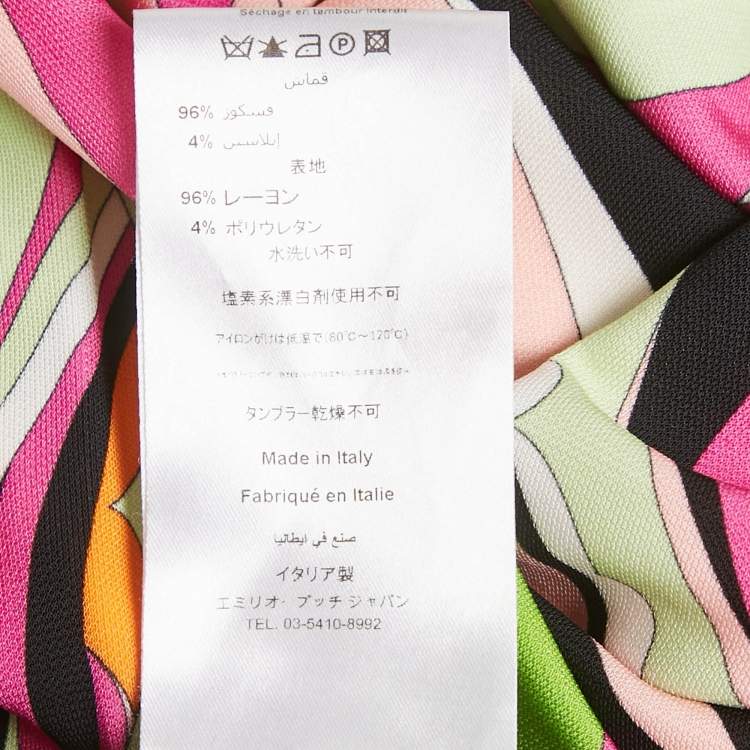 Séchage en tambour interdit
P
قماش
96% فسكوز
4% إيلاسس
表地
96% レーヨン
4% ポリウレタン
水洗い不可
塩素系漂白剤使用不可
アイロンがけは低温で(80℃〜120℃)
タンブラー乾燥不可
Made in Italy
Fabriqué en Italie
صنع في ايطاليا
イタリア製
エミリオ・プッチ ジャパン
TEL. 03-5410-8992